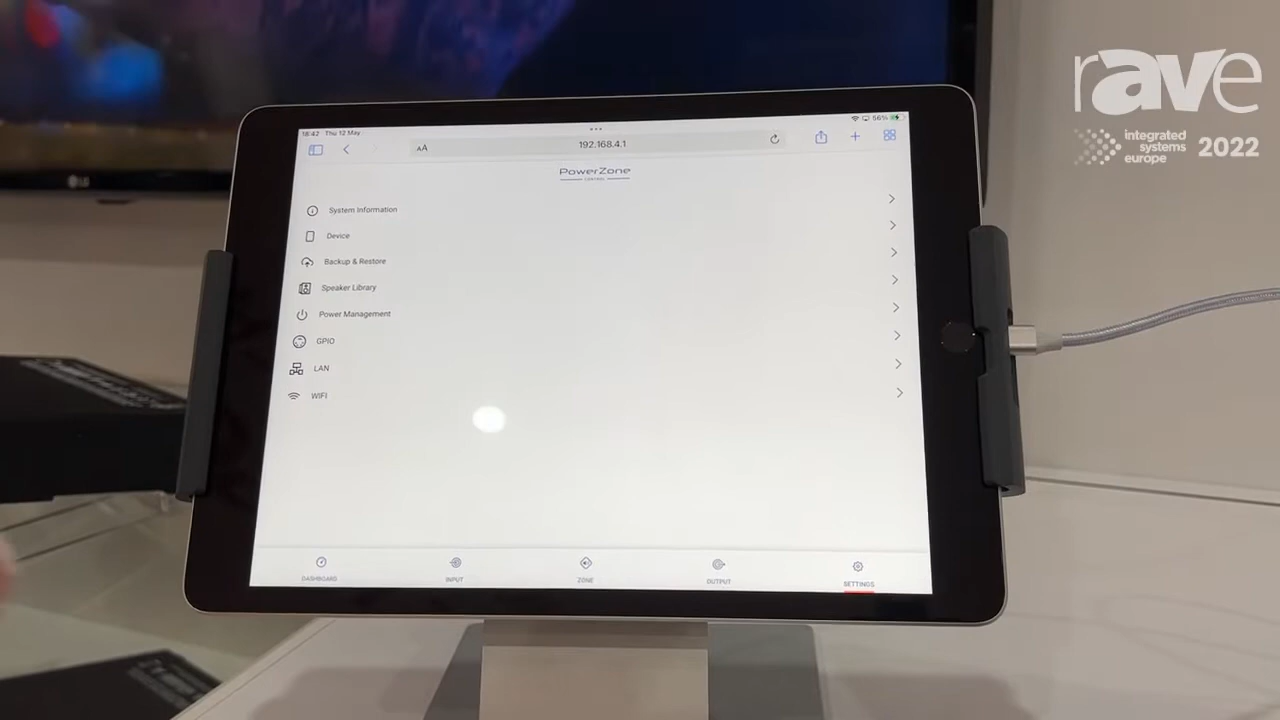 rAVe
integrated
systems
europe
2022
18:42 Thu 12 May
56%
AA
192.168.4.1
PowerZone
CONTROL
System Information
Device
Backup & Restore
Speaker Library
Power Management
GPIO
LAN
WIFI
DASHBOARD
INPUT
ZONE
OUTPUT
SETTINGS
LG